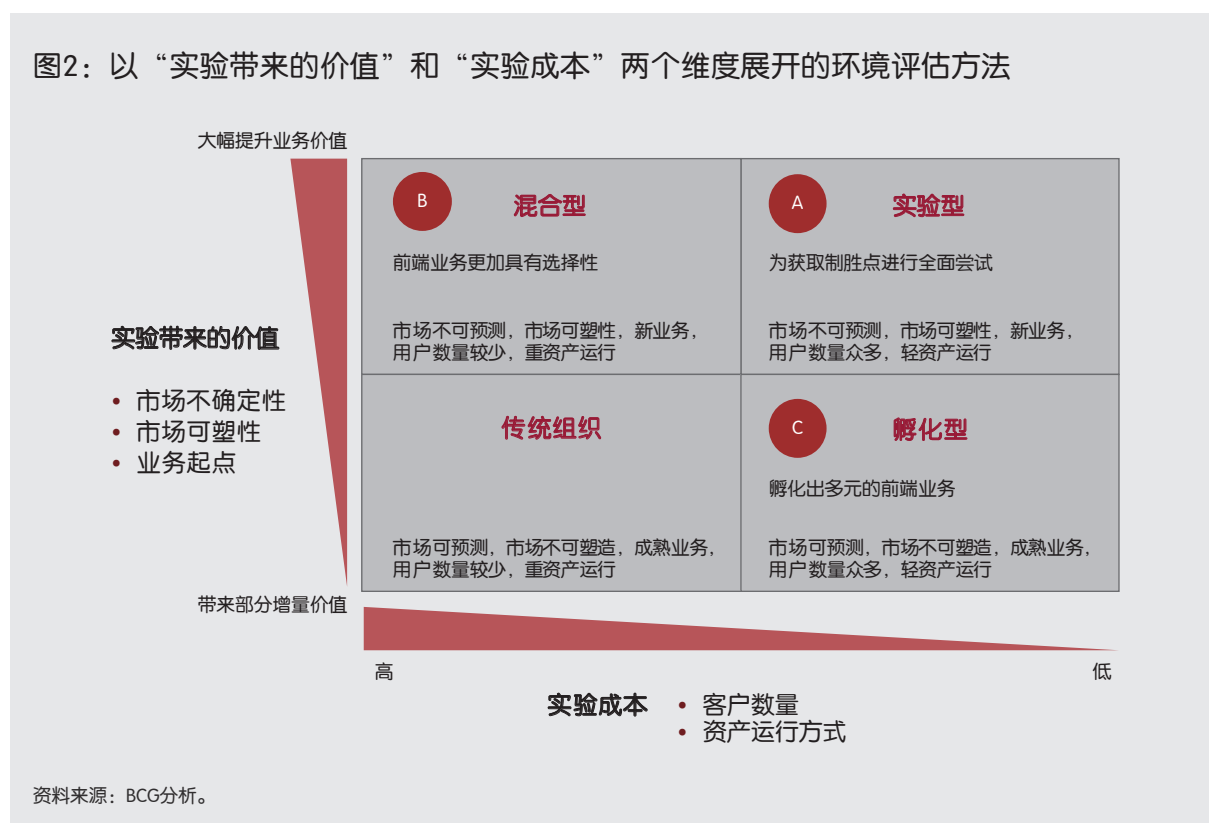 图2：以“实验带来的价值”和“实验成本”两个维度展开的环境评估方法
大幅提升业务价值
实验带来的价值
• 市场不确定性
• 市场可塑性
• 业务起点
带来部分增量价值
B
混合型
前端业务更加具有选择性
市场不可预测，市场可塑性，新业务，
用户数量较少，重资产运行
A
实验型
为获取制胜点进行全面尝试
市场不可预测，市场可塑性，新业务，
用户数量众多，轻资产运行
传统组织
市场可预测，市场不可塑造，成熟业务，
用户数量较少，重资产运行
C
孵化型
孵化出多元的前端业务
市场可预测，市场不可塑造，成熟业务，
用户数量众多，轻资产运行
高
低
实验成本
• 客户数量
• 资产运行方式
资料来源：BCG分析。